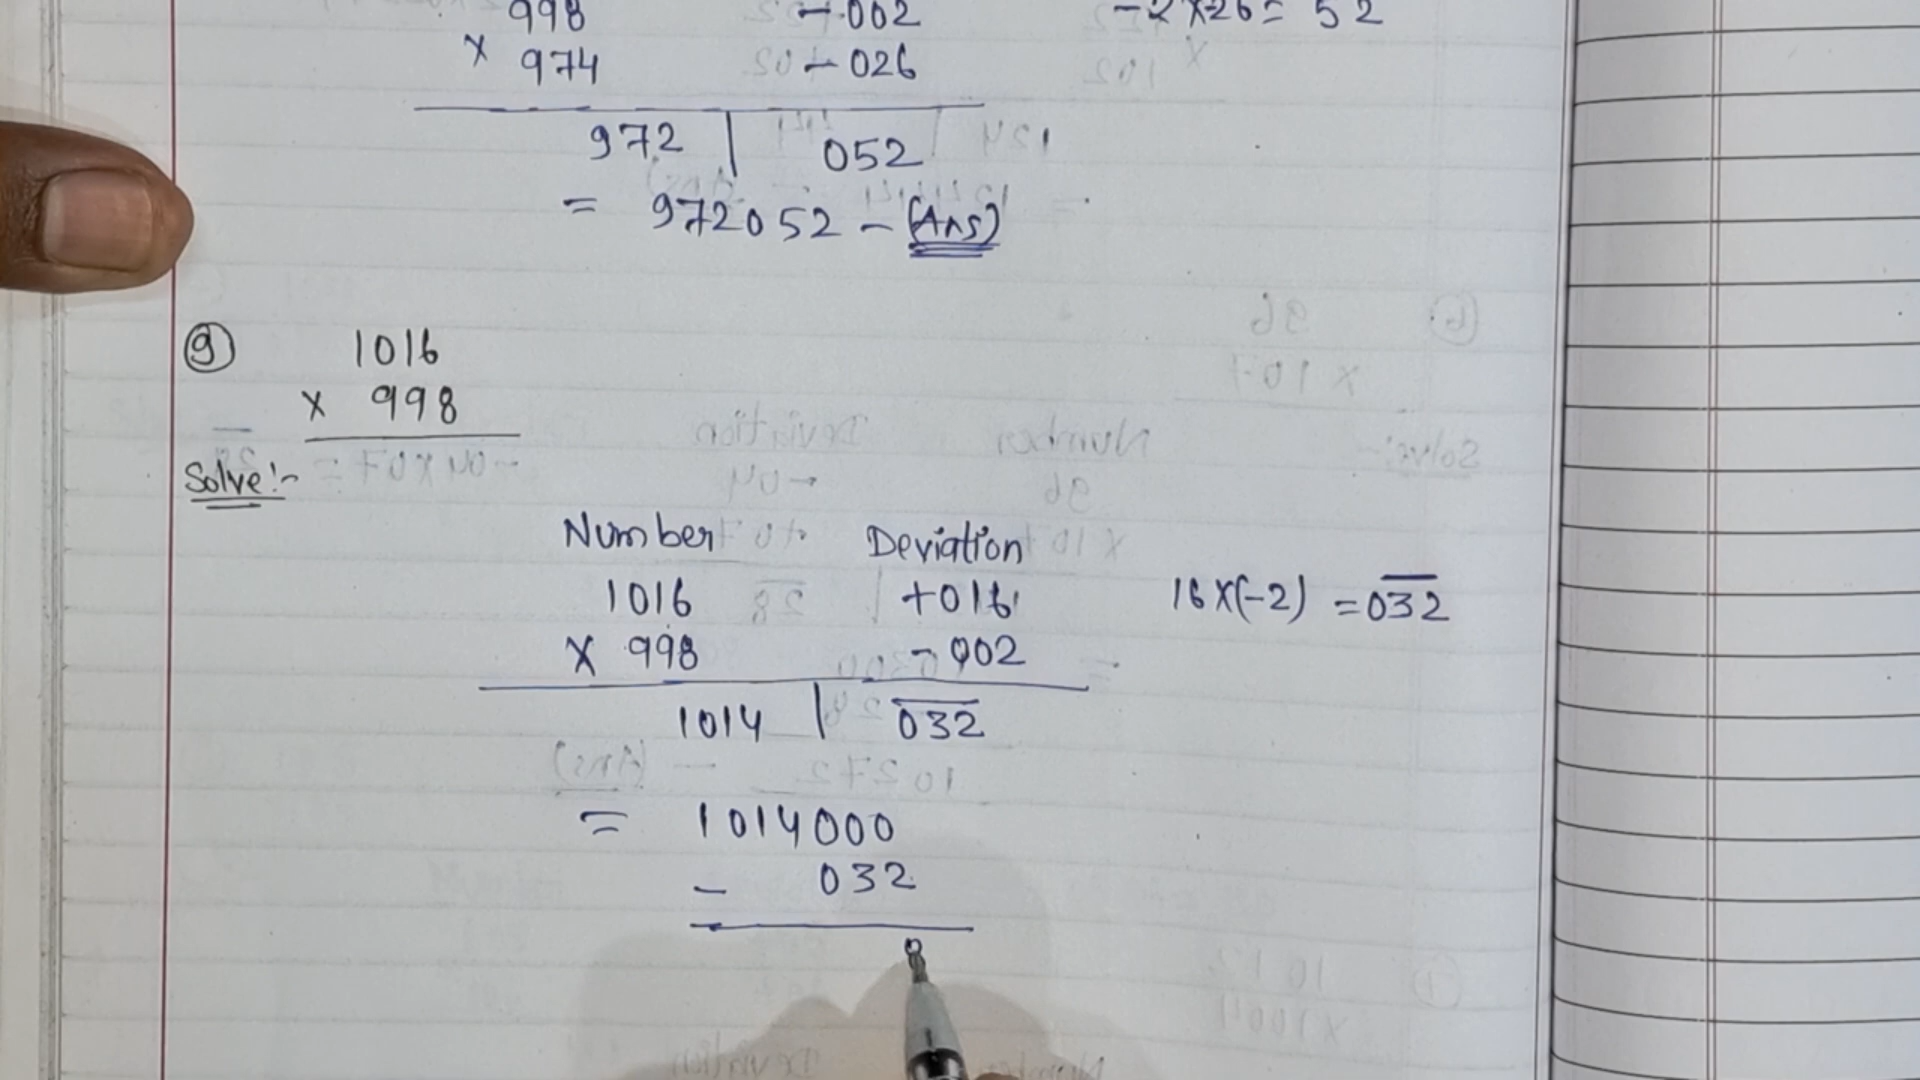 998 - 002 -2 x-26 = 52
x 974 - 026
972 | 052
= 972052 - (Ans)
(9) 1016
x 998
Solve:-
Number Deviation
1016 +016 16 x(-2) = 0̅3̅2̅
x 998 - 002
1014 | 0̅3̅2̅
= 1014000
- 032
8